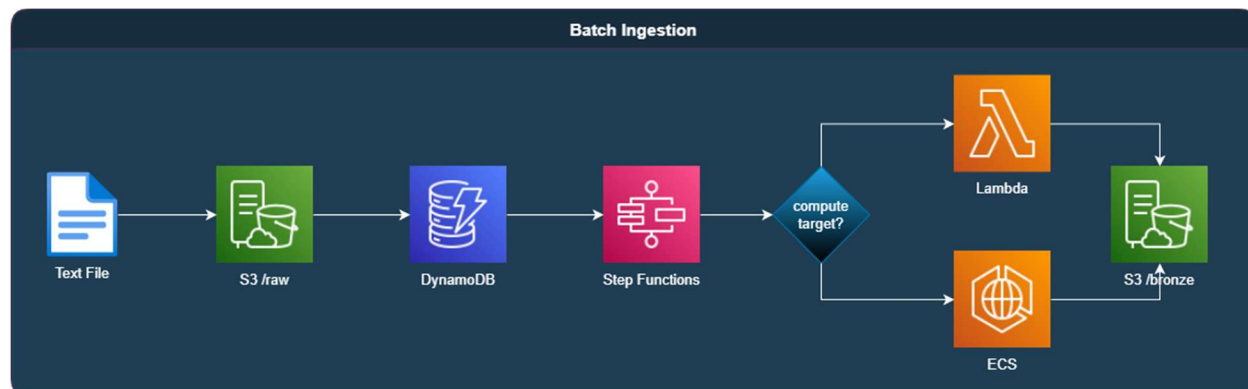 Batch Ingestion
Text File
S3 /raw
DynamoDB
Step Functions
compute
target?
Lambda
ECS
S3 /bronze